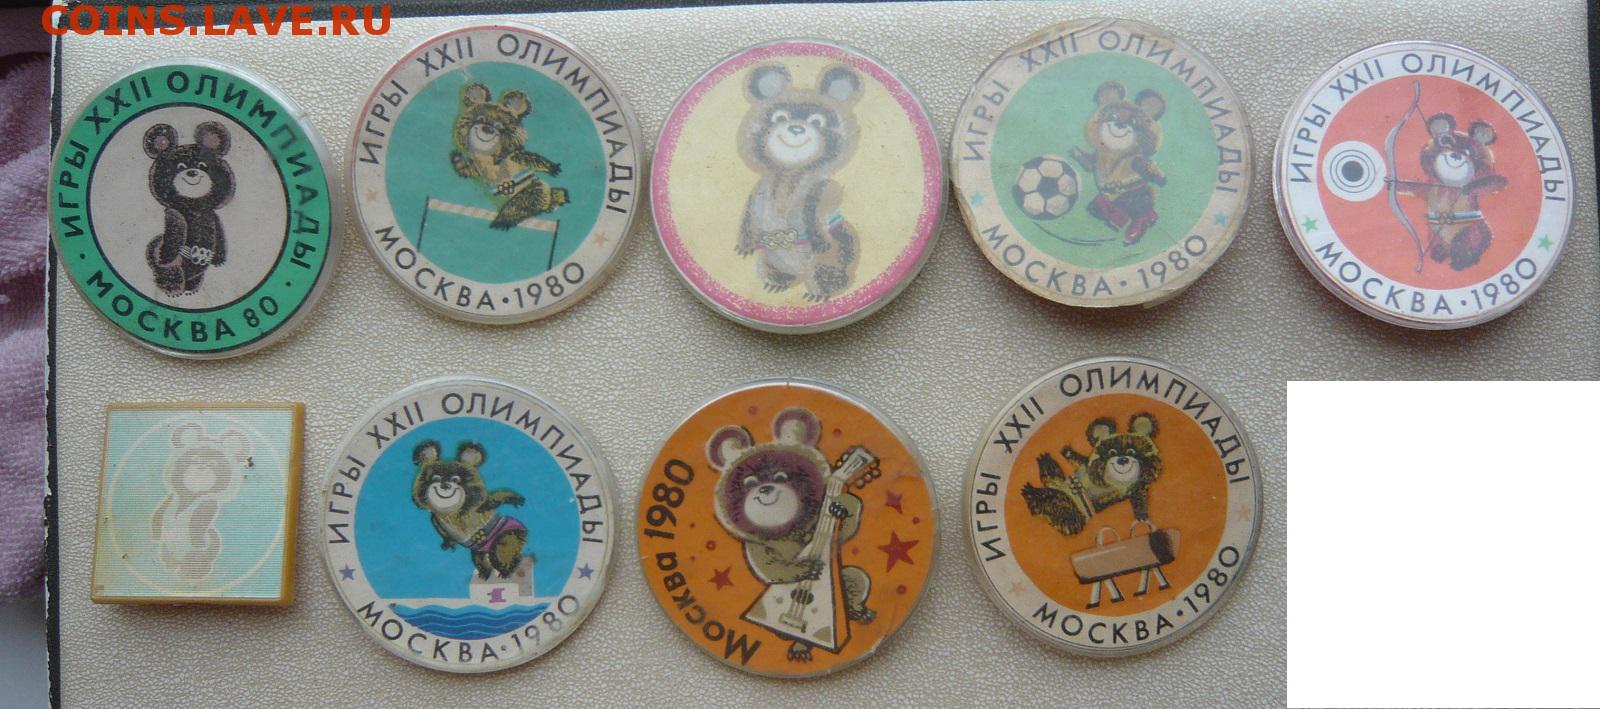 COINS.LAVE.RU
ИГРЫ XXII ОЛИМПИАДЫ
· МОСКВА 80 ·
ИГРЫ XXII ОЛИМПИАДЫ
МОСКВА·1980
ИГРЫ XXII ОЛИМПИАДЫ
МОСКВА·1980
ИГРЫ XXII ОЛИМПИАДЫ
МОСКВА·1980
ИГРЫ XXII ОЛИМПИАДЫ
1
МОСКВА·1980
Москва 1980
ИГРЫ XXII ОЛИМПИАДЫ
МОСКВА·1980